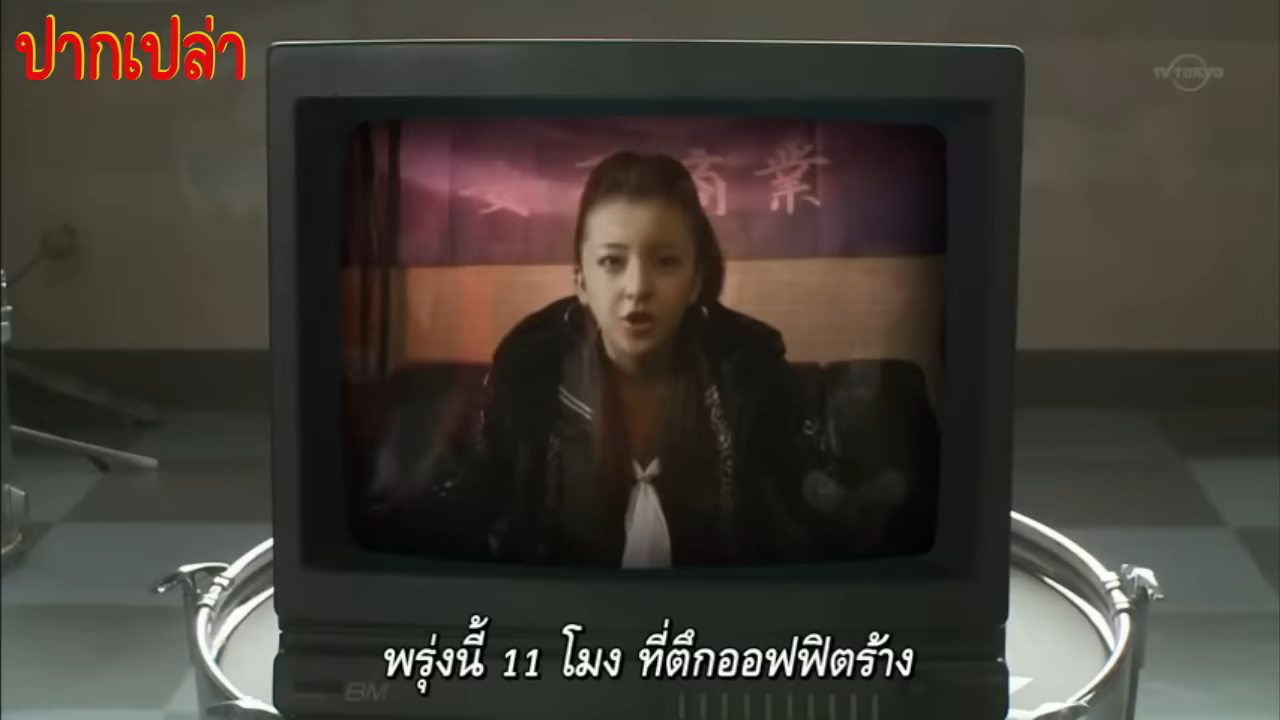 ปากเปล่า
TV TOKYO
商業
พรุ่งนี้ 11 โมง ที่ตึกออฟฟิตร้าง